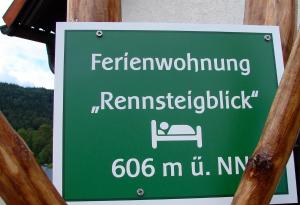 Ferienwohnung
„Rennsteigblick“
606 m ü. NN